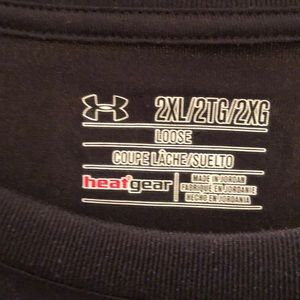 2XL/2TG/2XG
LOOSE
COUPE LÂCHE/SUELTO
heatgear
MADE IN JORDAN
FABRIQUÉ EN JORDANIE
HECHO EN JORDANIA